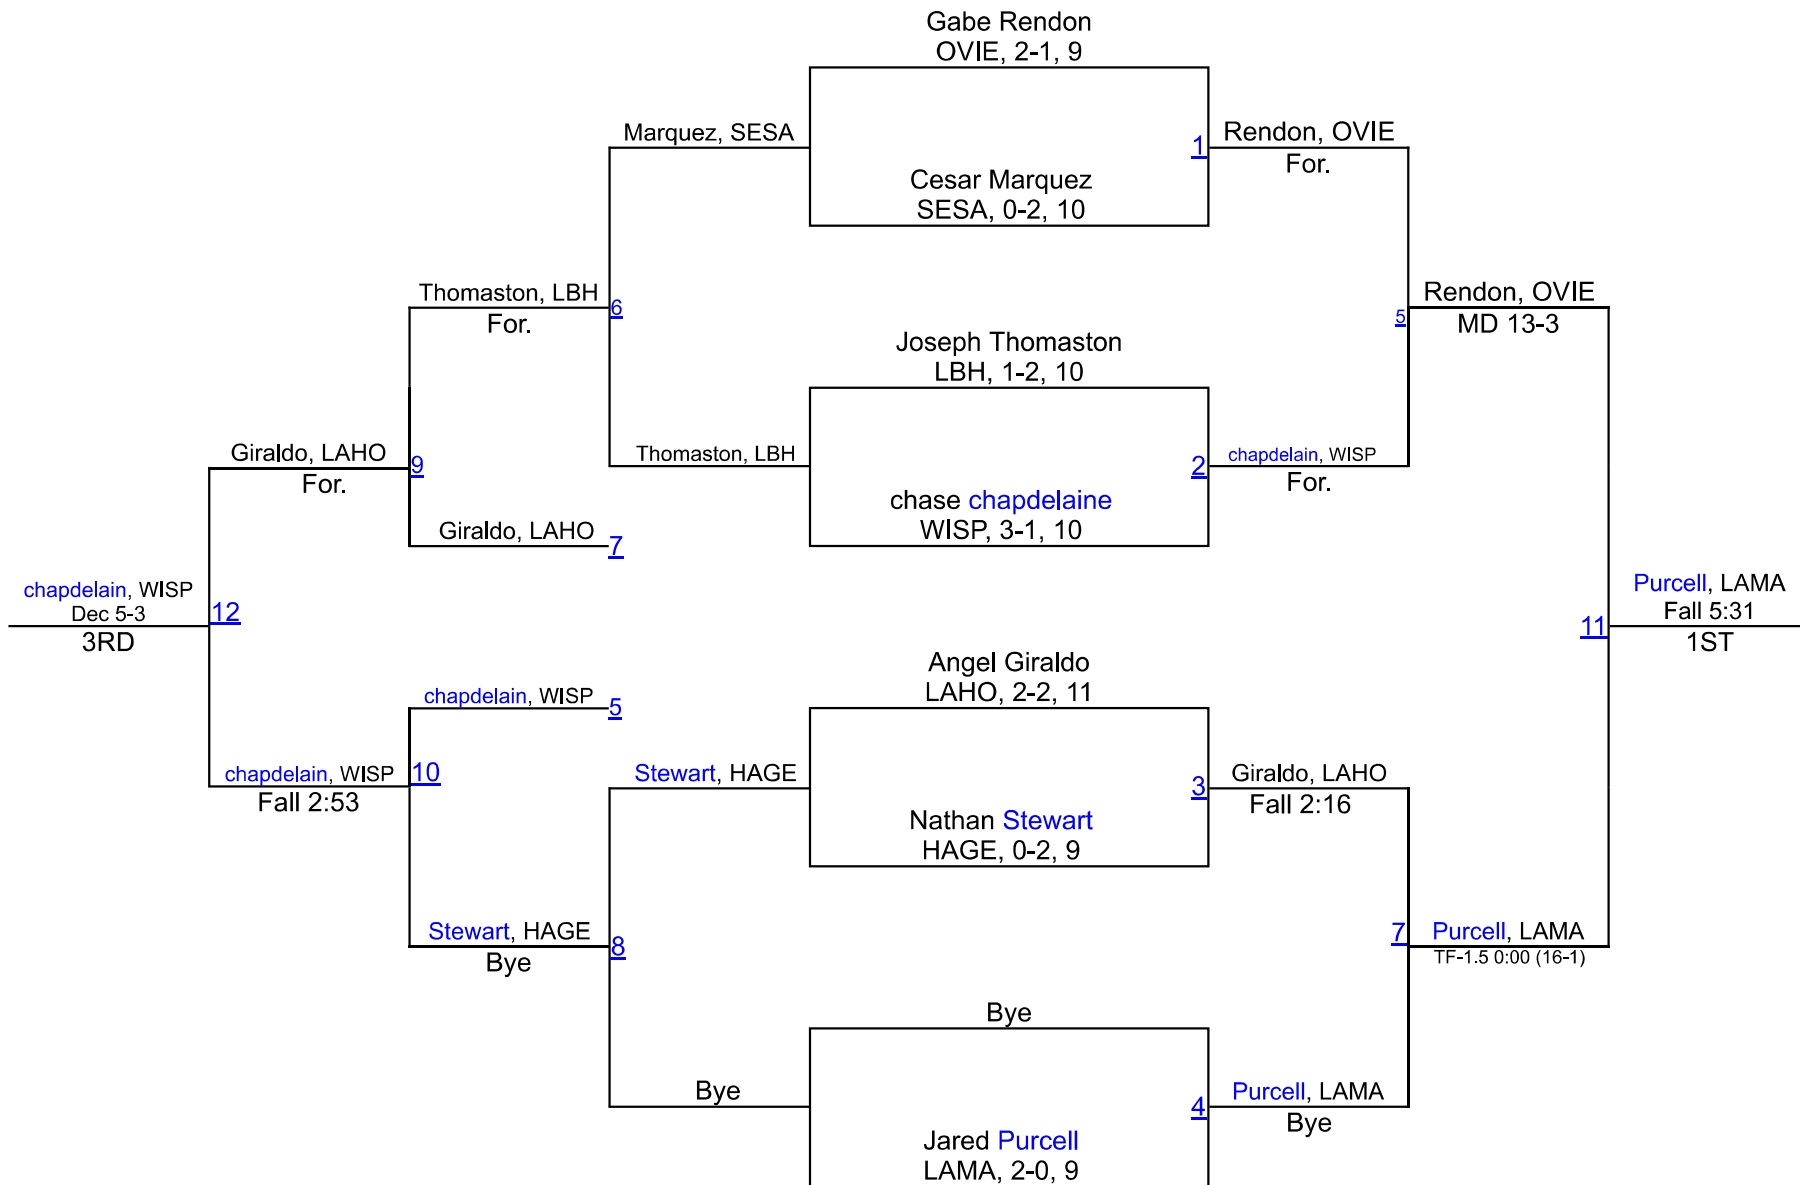 Gabe Rendon
OVIE, 2-1, 9
Marquez, SESA
1
Rendon, OVIE
For.
Cesar Marquez
SESA, 0-2, 10
Thomaston, LBH
For.
6
Rendon, OVIE
MD 13-3
5
Joseph Thomaston
LBH, 1-2, 10
Giraldo, LAHO
For.
9
Thomaston, LBH
2
chapdelain, WISP
For.
chase chapdelaine
WISP, 3-1, 10
Giraldo, LAHO
7
chapdelain, WISP
Dec 5-3
3RD
12
11
Purcell, LAMA
Fall 5:31
1ST
Angel Giraldo
LAHO, 2-2, 11
chapdelain, WISP
5
chapdelain, WISP
Fall 2:53
10
Stewart, HAGE
3
Giraldo, LAHO
Fall 2:16
Nathan Stewart
HAGE, 0-2, 9
Stewart, HAGE
Bye
8
7
Purcell, LAMA
TF-1.5 0:00 (16-1)
Bye
Bye
4
Purcell, LAMA
Bye
Jared Purcell
LAMA, 2-0, 9